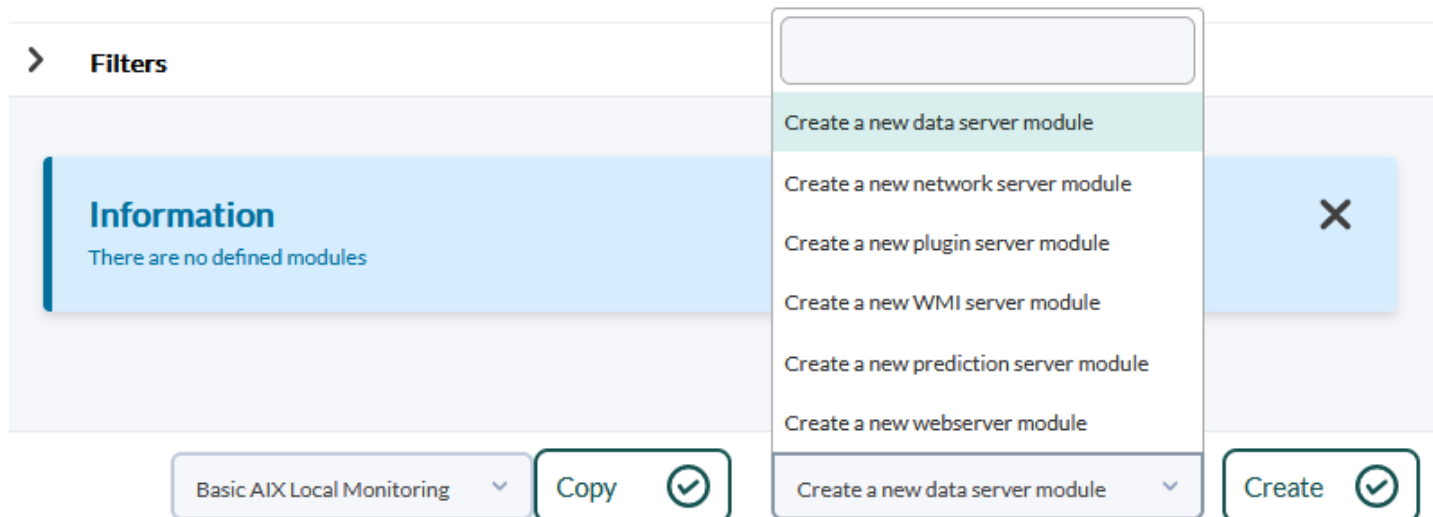 Filters
Information
There are no defined modules
Create a new data server module
Create a new network server module
Create a new plugin server module
Create a new WMI server module
Create a new prediction server module
Create a new webserver module
Basic AIX Local Monitoring
Copy
Create a new data server module
Create